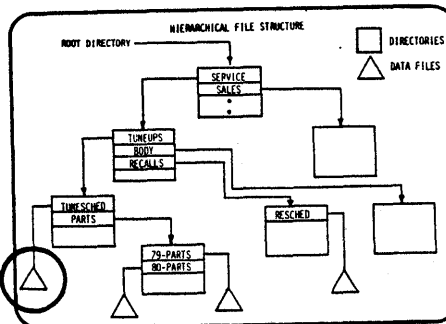 HIERARCHICAL FILE STRUCTURE
ROOT DIRECTORY
DIRECTORIES
DATA FILES
SERVICE
SALES
TUNEUPS
BODY
RECALLS
TUNESCHED
PARTS
RESCHED
79-PARTS
80-PARTS